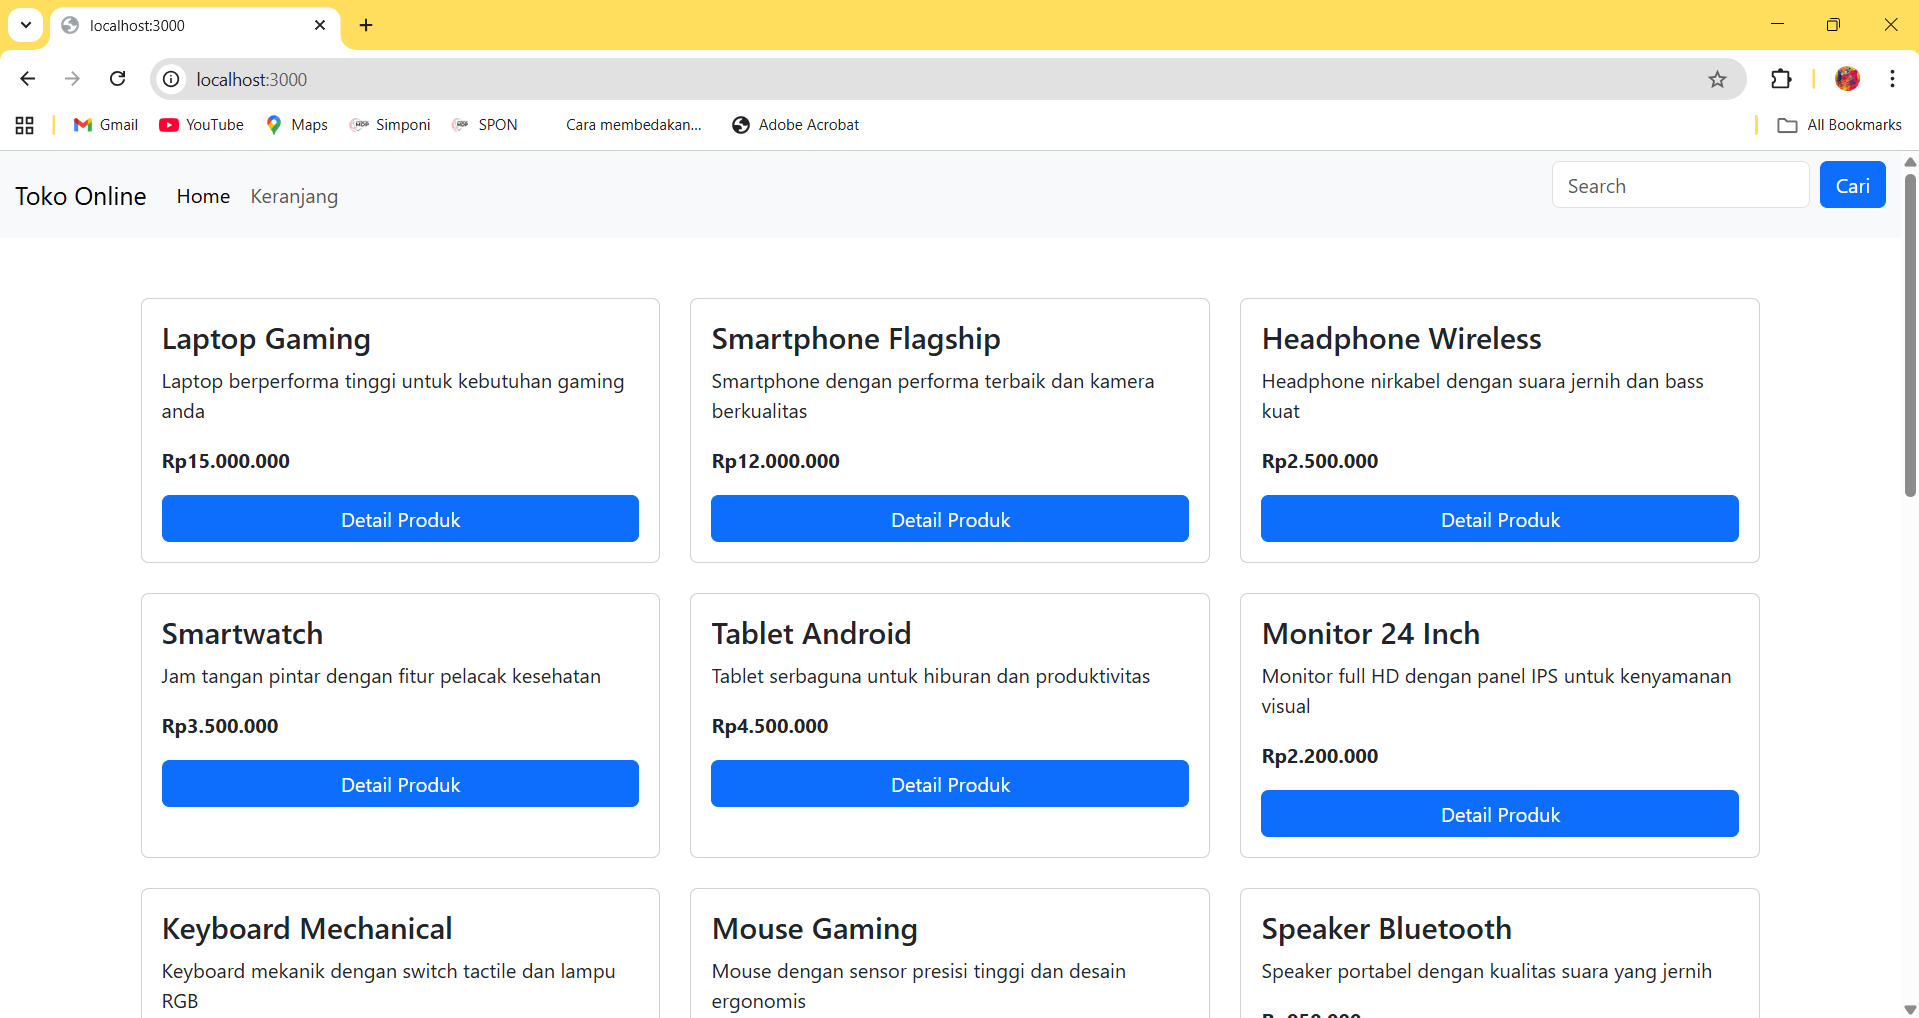 localhost:3000
localhost:3000
Gmail YouTube Maps Simponi SPON Cara membedakan... Adobe Acrobat All Bookmarks
Toko Online Home Keranjang Search Cari
Laptop Gaming
Laptop berperforma tinggi untuk kebutuhan gaming
anda
Rp15.000.000
Detail Produk
Smartphone Flagship
Smartphone dengan performa terbaik dan kamera
berkualitas
Rp12.000.000
Detail Produk
Headphone Wireless
Headphone nirkabel dengan suara jernih dan bass
kuat
Rp2.500.000
Detail Produk
Smartwatch
Jam tangan pintar dengan fitur pelacak kesehatan
Rp3.500.000
Detail Produk
Tablet Android
Tablet serbaguna untuk hiburan dan produktivitas
Rp4.500.000
Detail Produk
Monitor 24 Inch
Monitor full HD dengan panel IPS untuk kenyamanan
visual
Rp2.200.000
Detail Produk
Keyboard Mechanical
Keyboard mekanik dengan switch tactile dan lampu
RGB
Mouse Gaming
Mouse dengan sensor presisi tinggi dan desain
ergonomis
Speaker Bluetooth
Speaker portabel dengan kualitas suara yang jernih